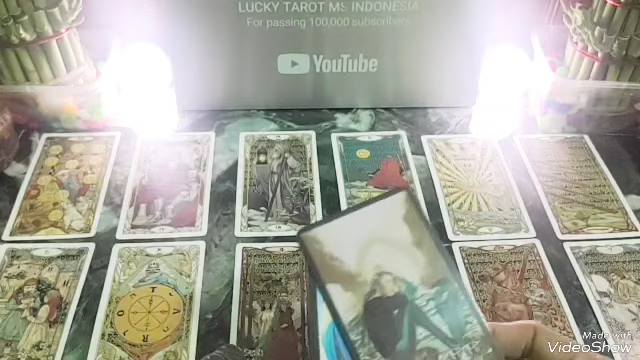 LUCKY TAROT MS INDONESIA
For passing 100,000 subscribers
YouTube
Made with
VideoShow